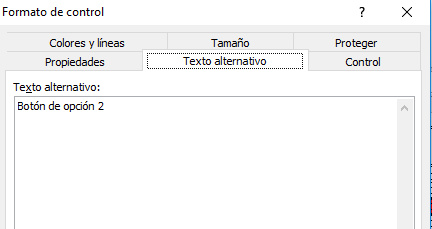 Formato de control
?
Colores y líneas Tamaño Proteger
Propiedades Texto alternativo Control
Texto alternativo:
Botón de opción 2